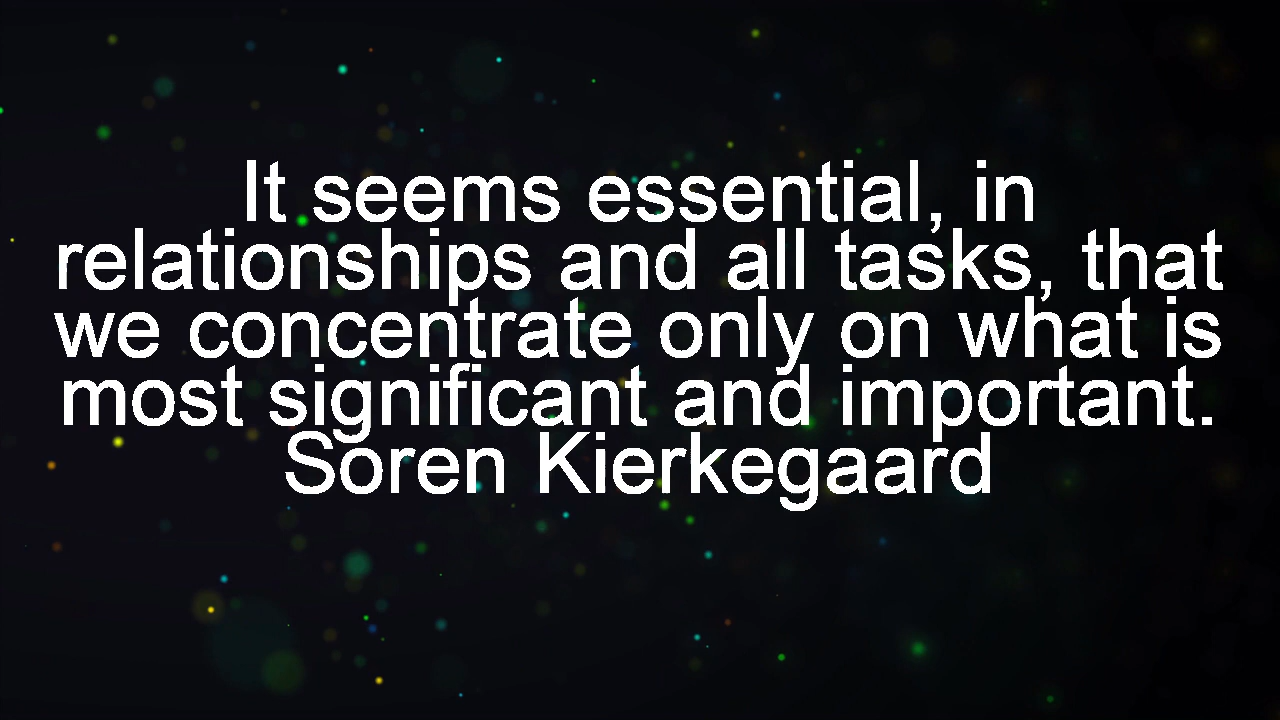 It seems essential, in
relationships and all tasks, that
we concentrate only on what is
most significant and important.
Soren Kierkegaard